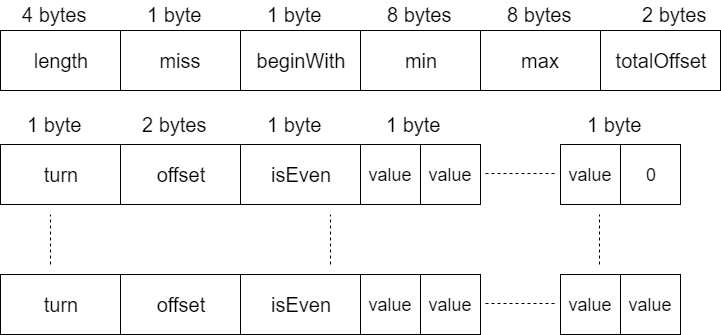 4 bytes 1 byte 1 byte 8 bytes 8 bytes 2 bytes
length miss beginWith min max totalOffset
1 byte 2 bytes 1 byte 1 byte 1 byte
turn offset isEven value value value 0
turn offset isEven value value value value